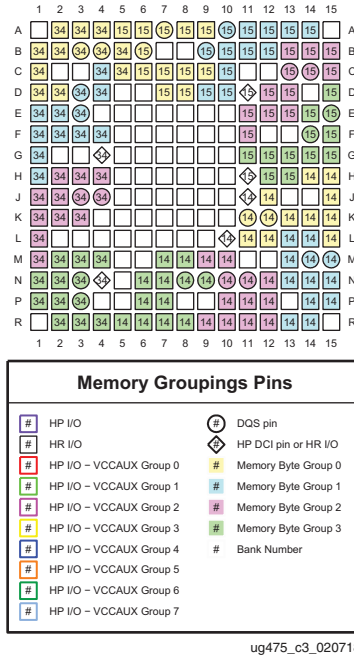 1 2 3 4 5 6 7 8 9 10 11 12 13 14 15
A 34 34 34 15 15 15 15 15 15 15 15 15 15 A
B 34 34 34 34 34 15 15 15 15 15 15 15 15 B
C 34 34 34 15 15 15 15 15 15 15 15 C
D 34 34 34 34 15 15 15 15 15 15 15 15 D
E 34 34 34 15 15 15 15 15 E
F 34 34 34 34 15 15 15 F
G 34 34 15 15 15 15 15 G
H 34 34 34 34 15 15 15 14 14 H
J 34 34 34 34 14 14 14 J
K 34 34 34 14 14 14 14 14 K
L 34 14 14 14 14 14 14 L
M 34 34 34 34 14 14 14 14 14 14 14 M
N 34 34 34 34 14 14 14 14 14 14 14 14 14 14 N
P 34 34 34 14 14 14 14 14 14 14 P
R 34 34 34 14 14 14 14 14 14 14 14 14 14 R
1 2 3 4 5 6 7 8 9 10 11 12 13 14 15
Memory Groupings Pins
# HP I/O
# HR I/O
# HP I/O − VCCAUX Group 0
# HP I/O − VCCAUX Group 1
# HP I/O − VCCAUX Group 2
# HP I/O − VCCAUX Group 3
# HP I/O − VCCAUX Group 4
# HP I/O − VCCAUX Group 5
# HP I/O − VCCAUX Group 6
# HP I/O − VCCAUX Group 7
# DQS pin
# HP DCI pin or HR I/O
# Memory Byte Group 0
# Memory Byte Group 1
# Memory Byte Group 2
# Memory Byte Group 3
# Bank Number